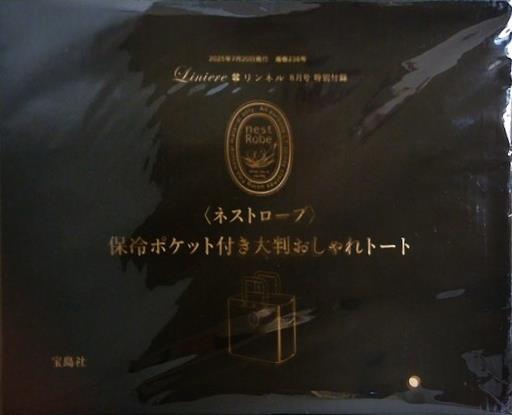 2025年7月20日発行 通巻236号
Liniere リンネル 8月号 特別付録
nest
Robe
〈ネストローブ〉
保冷ポケット付き大判おしゃれトート
宝島社